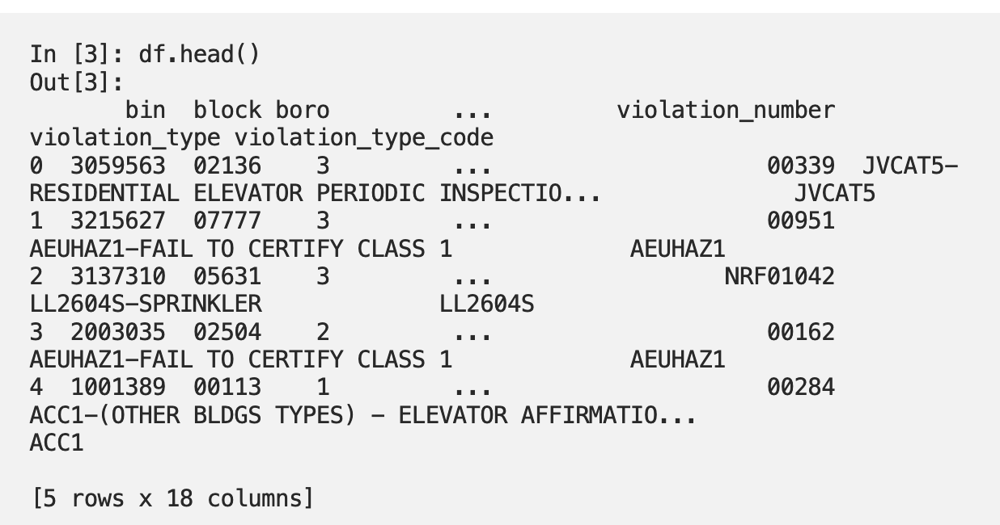 In [3]: df.head()
Out[3]:
       bin  block boro         ...         violation_number
violation_type violation_type_code
0  3059563  02136    3         ...                    00339  JVCAT5-
RESIDENTIAL ELEVATOR PERIODIC INSPECTIO...              JVCAT5
1  3215627  07777    3         ...                    00951
AEUHAZ1-FAIL TO CERTIFY CLASS 1             AEUHAZ1
2  3137310  05631    3         ...                 NRF01042
LL2604S-SPRINKLER             LL2604S
3  2003035  02504    2         ...                    00162
AEUHAZ1-FAIL TO CERTIFY CLASS 1             AEUHAZ1
4  1001389  00113    1         ...                    00284
ACC1-(OTHER BLDGS TYPES) - ELEVATOR AFFIRMATIO...
ACC1
[5 rows x 18 columns]